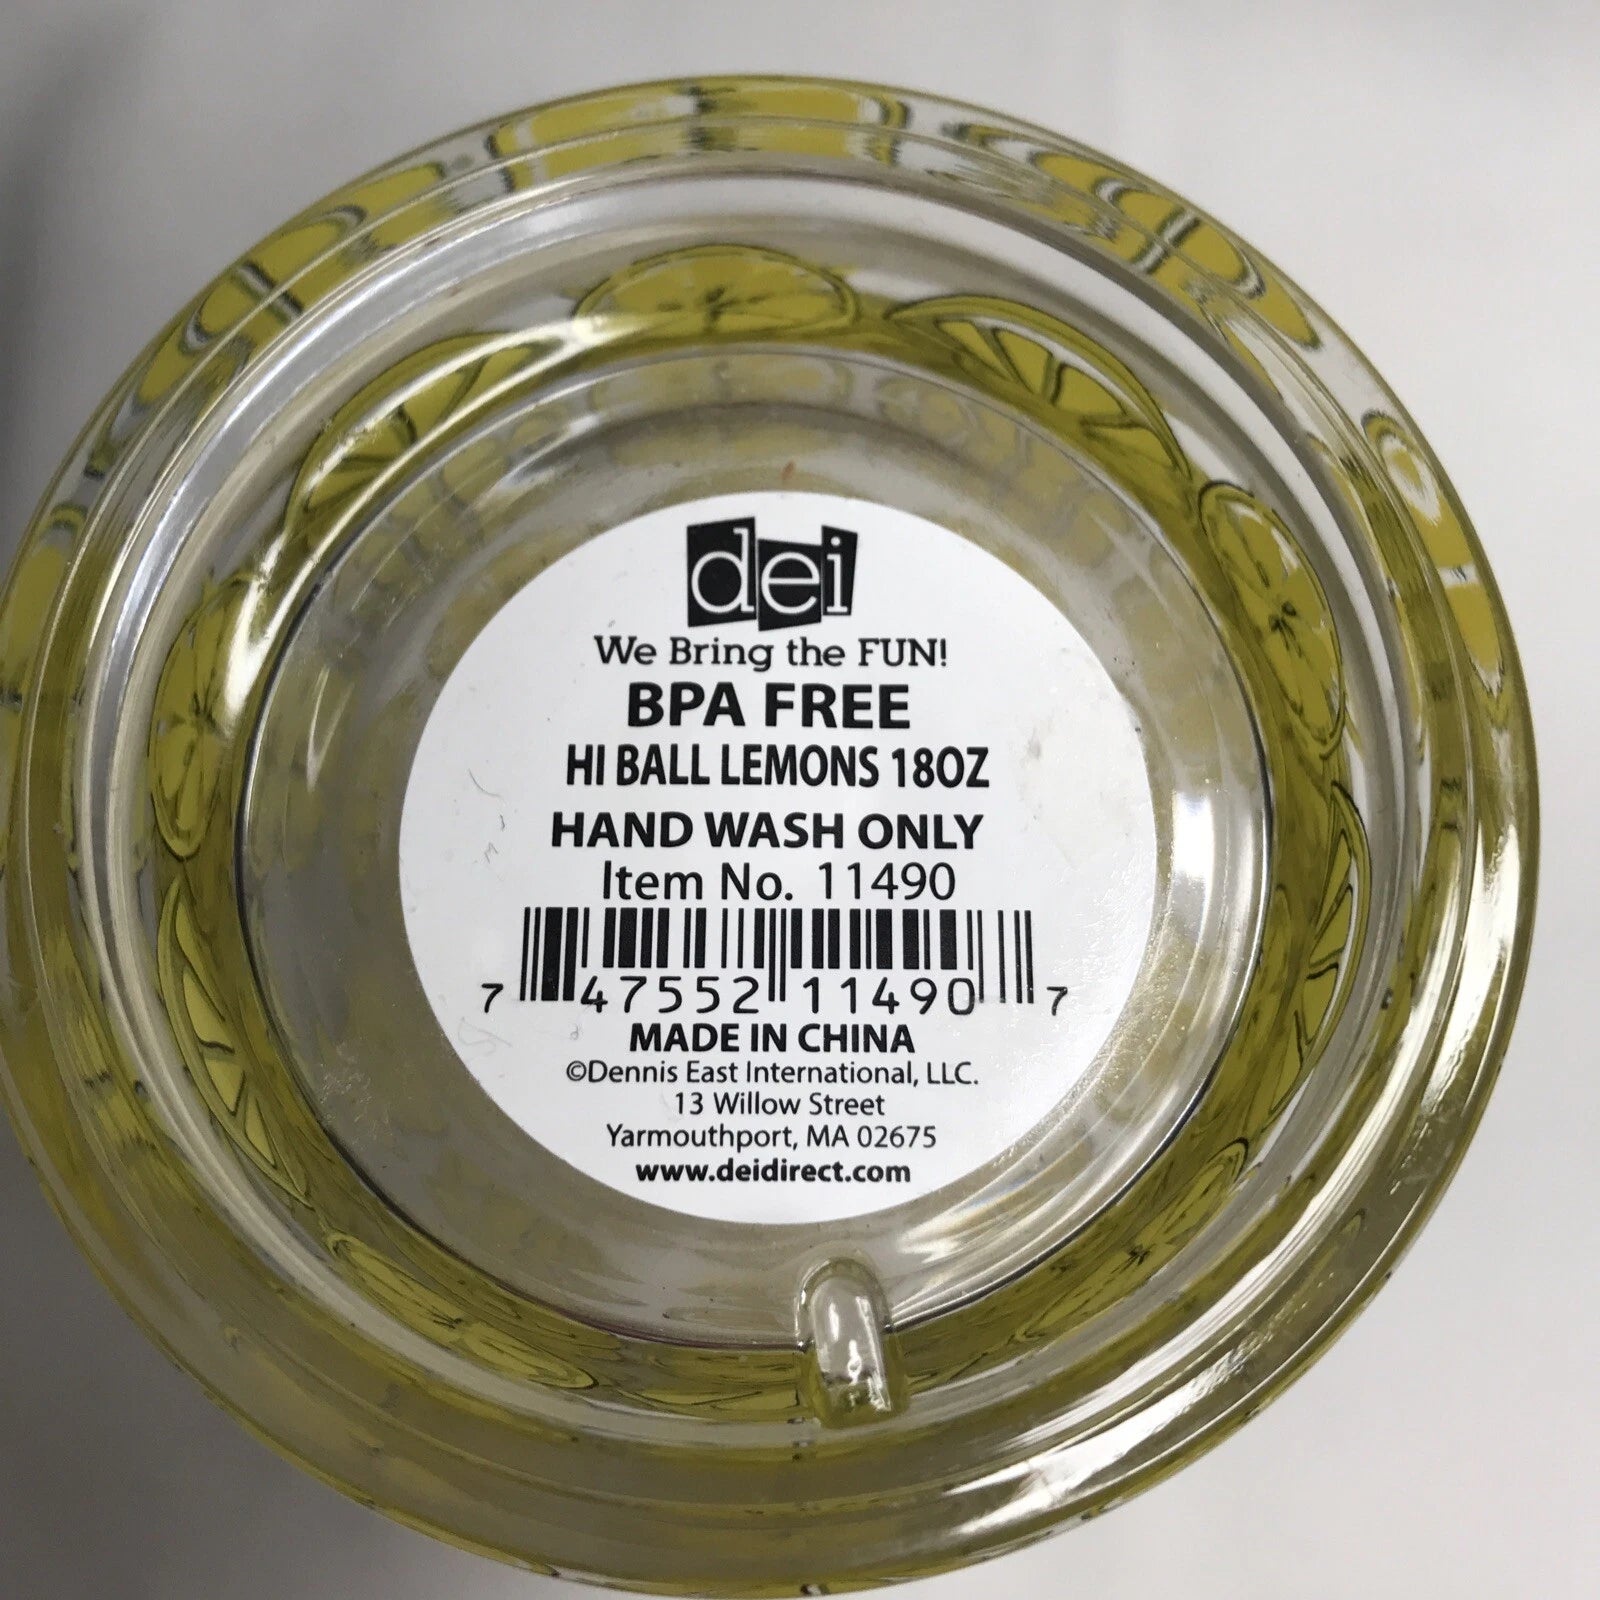 dei
We Bring the FUN!
BPA FREE
HI BALL LEMONS 18OZ
HAND WASH ONLY
Item No. 11490
7 47552 11490 7
MADE IN CHINA
©Dennis East International, LLC.
13 Willow Street
Yarmouthport, MA 02675
www.deidirect.com